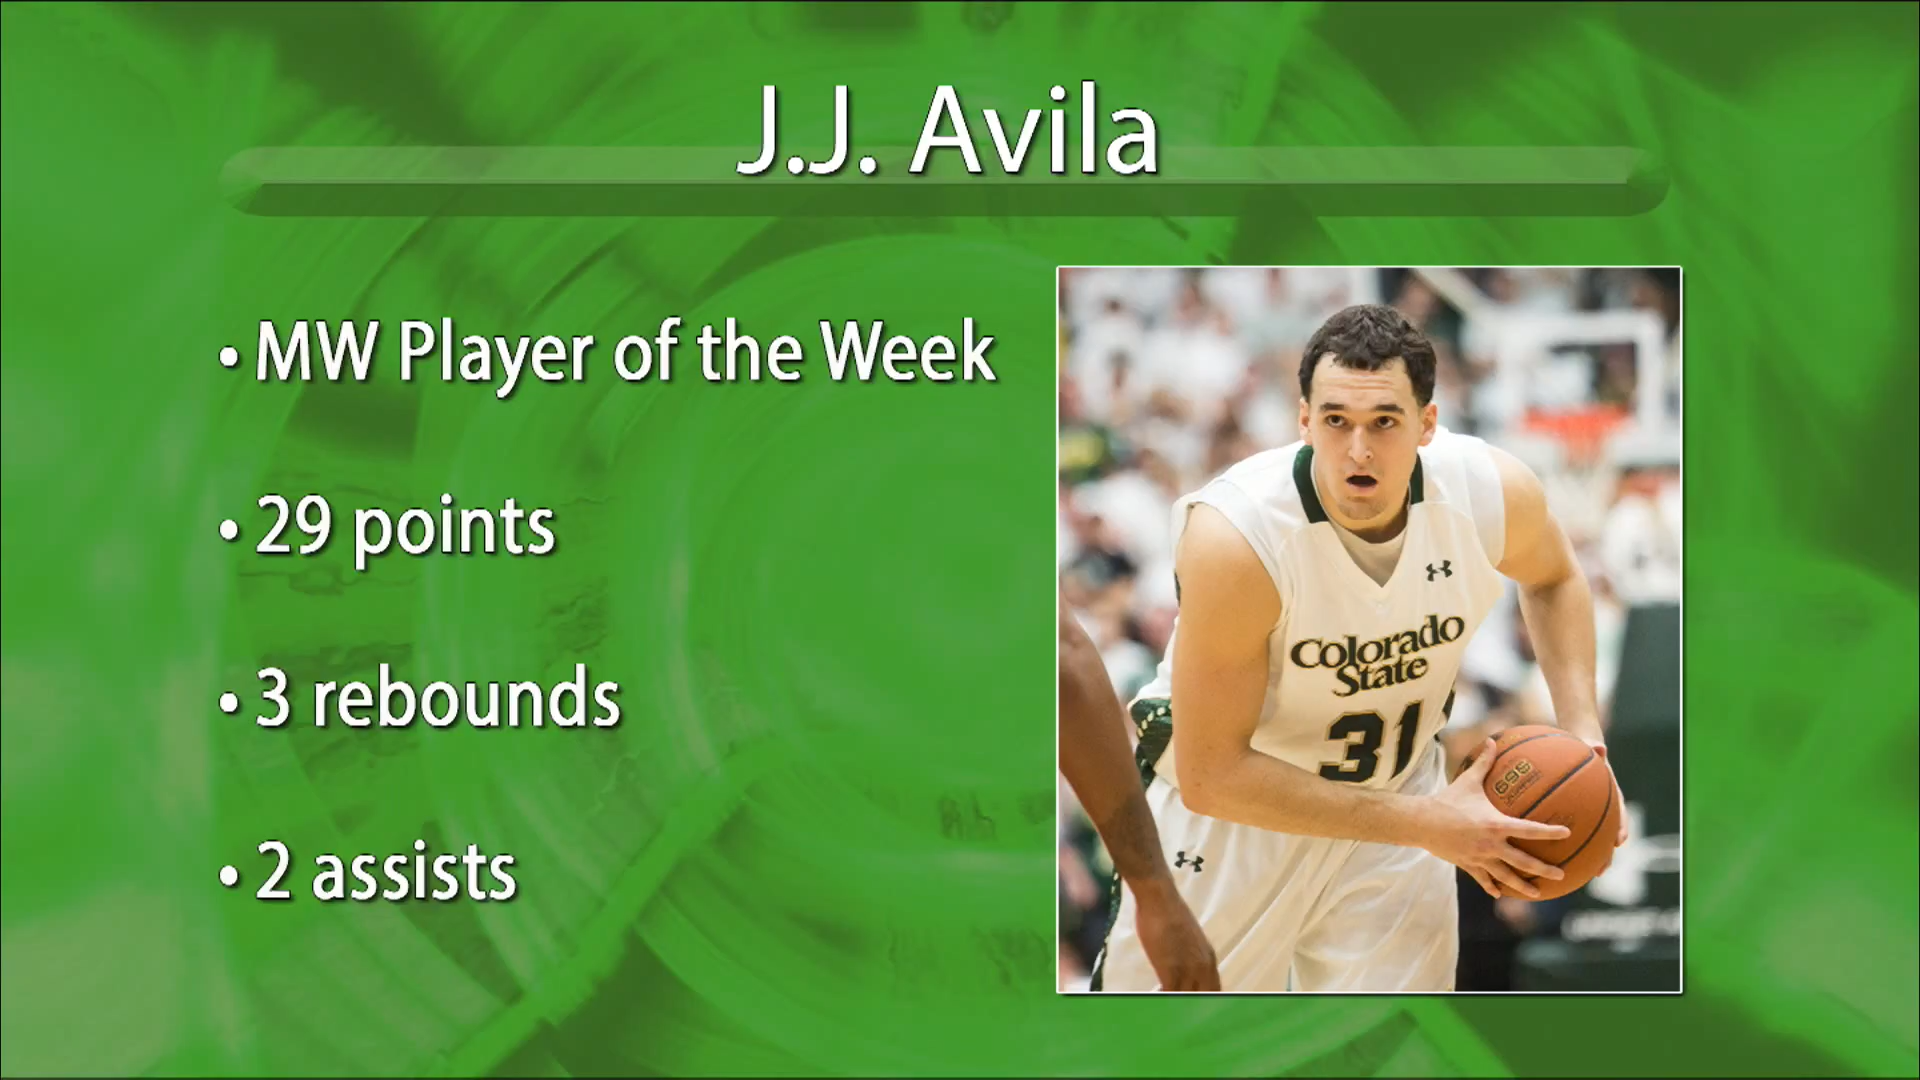 J.J. Avila
• MW Player of the Week
• 29 points
• 3 rebounds
• 2 assists
Colorado
State
31